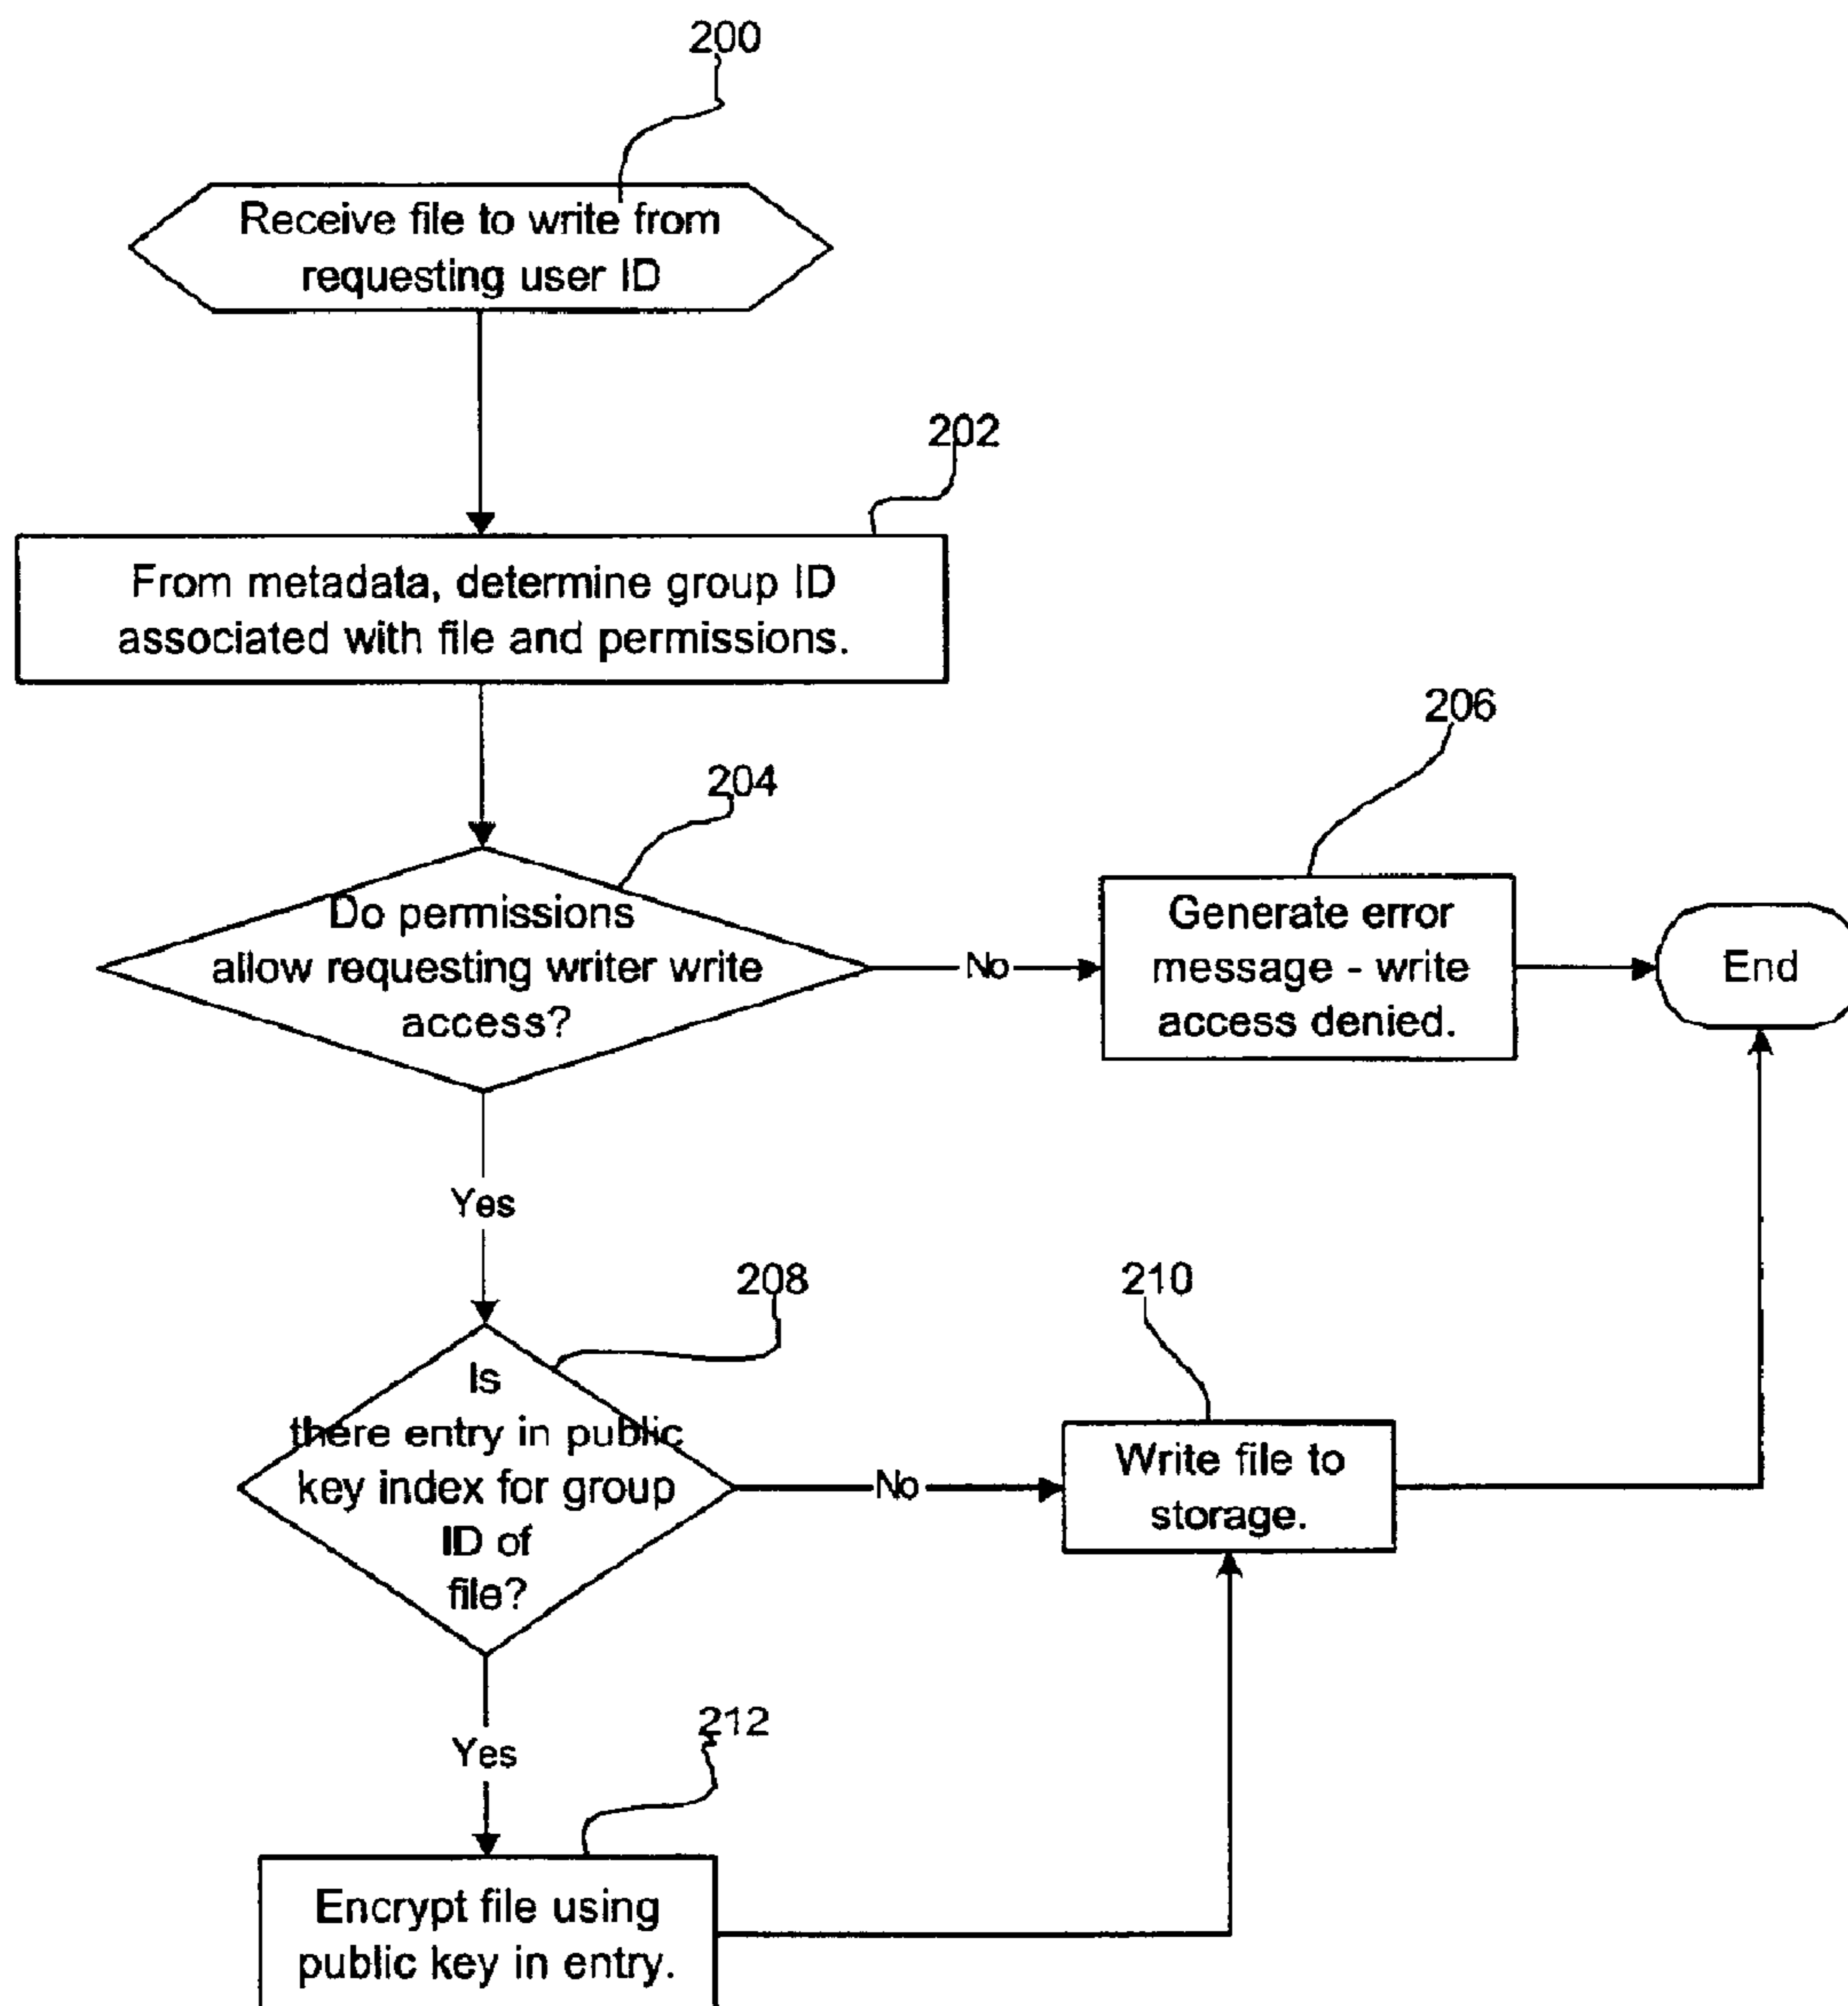 200
Receive file to write from
requesting user ID
202
From metadata, determine group ID
associated with file and permissions.
204
206
Do permissions
allow requesting writer write
access?
No
Generate error
message - write
access denied.
End
Yes
208
210
Is
there entry in public
key index for group
ID of
file?
No
Write file to
storage.
212
Yes
Encrypt file using
public key in entry.